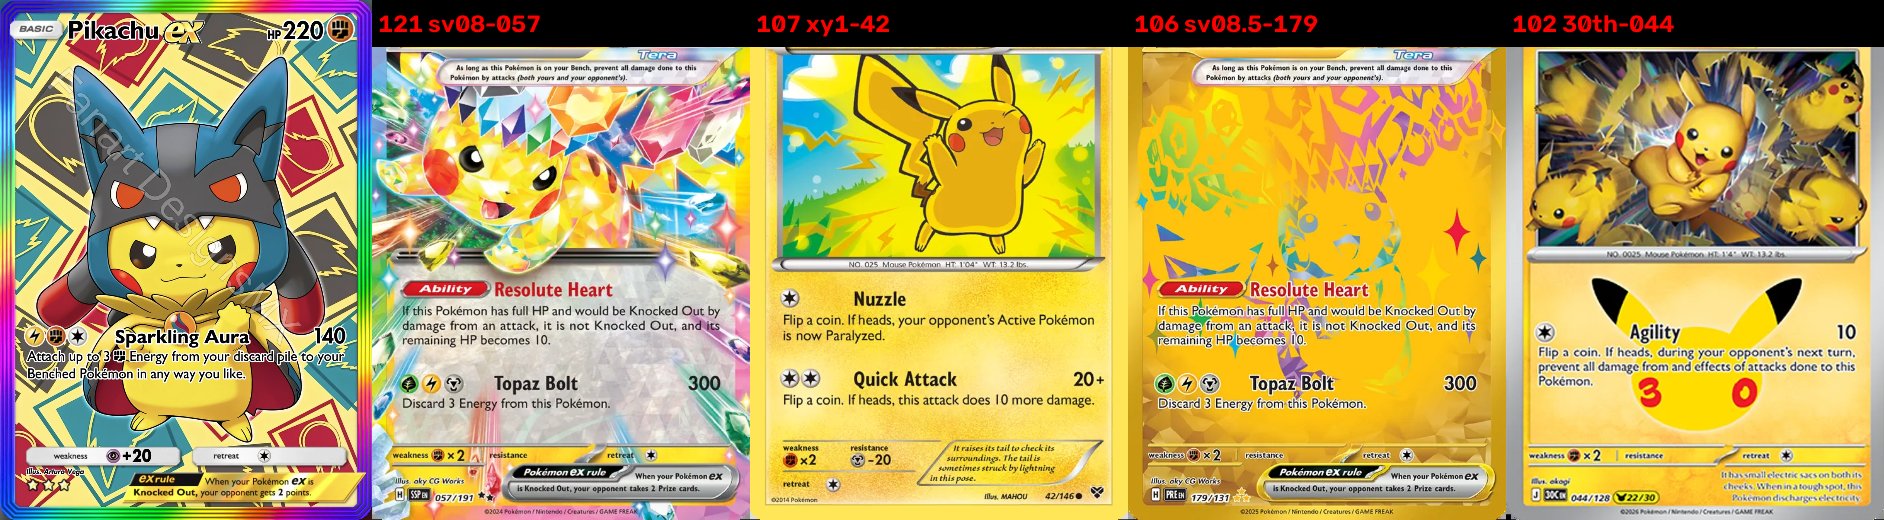 BASIC Pikachu ex HP 220
Sparkling Aura 140
Attach up to 3 Energy from your discard pile to your
Benched Pokémon in any way you like.
weakness +20 retreat
Illus. Arturo Vega
ex rule When your Pokémon ex is
Knocked Out, your opponent gets 2 points.
121 sv08-057
Tera
As long as this Pokémon is on your Bench, prevent all damage done to this
Pokémon by attacks (both yours and your opponent's).
Ability Resolute Heart
If this Pokémon has full HP and would be Knocked Out by
damage from an attack, it is not Knocked Out, and its
remaining HP becomes 10.
Topaz Bolt 300
Discard 3 Energy from this Pokémon.
weakness ×2 resistance retreat
Illus. aky CG Works
Pokémon ex rule When your Pokémon ex
is Knocked Out, your opponent takes 2 Prize cards.
H SSP EN 057/191
©2024 Pokémon / Nintendo / Creatures / GAME FREAK
107 xy1-42
NO. 025 Mouse Pokémon HT: 1'04" WT: 13.2 lbs.
Nuzzle
Flip a coin. If heads, your opponent's Active Pokémon
is now Paralyzed.
Quick Attack 20+
Flip a coin. If heads, this attack does 10 more damage.
weakness resistance
×2 -20
retreat
It raises its tail to check its
surroundings. The tail is
sometimes struck by lightning
in this pose.
©2014 Pokémon
Illus. MAHOU 42/146
106 sv08.5-179
Tera
As long as this Pokémon is on your Bench, prevent all damage done to this
Pokémon by attacks (both yours and your opponent's).
Ability Resolute Heart
If this Pokémon has full HP and would be Knocked Out by
damage from an attack, it is not Knocked Out, and its
remaining HP becomes 10.
Topaz Bolt 300
Discard 3 Energy from this Pokémon.
weakness ×2 resistance retreat
Illus. aky CG Works
Pokémon ex rule When your Pokémon ex
is Knocked Out, your opponent takes 2 Prize cards.
H PRE EN 179/131
©2025 Pokémon / Nintendo / Creatures / GAME FREAK
102 30th-044
NO. 0025 Mouse Pokémon HT: 1'4" WT: 13.2 lbs.
Agility 10
Flip a coin. If heads, during your opponent's next turn,
prevent all damage from and effects of attacks done to this
Pokémon.
3 0
weakness ×2 resistance retreat
Illus. akagi
J 30C EN 044/128 22/30
It has small electric sacs on both its
cheeks. When in a tough spot, this
Pokémon discharges electricity.
©2026 Pokémon / Nintendo / Creatures / GAME FREAK